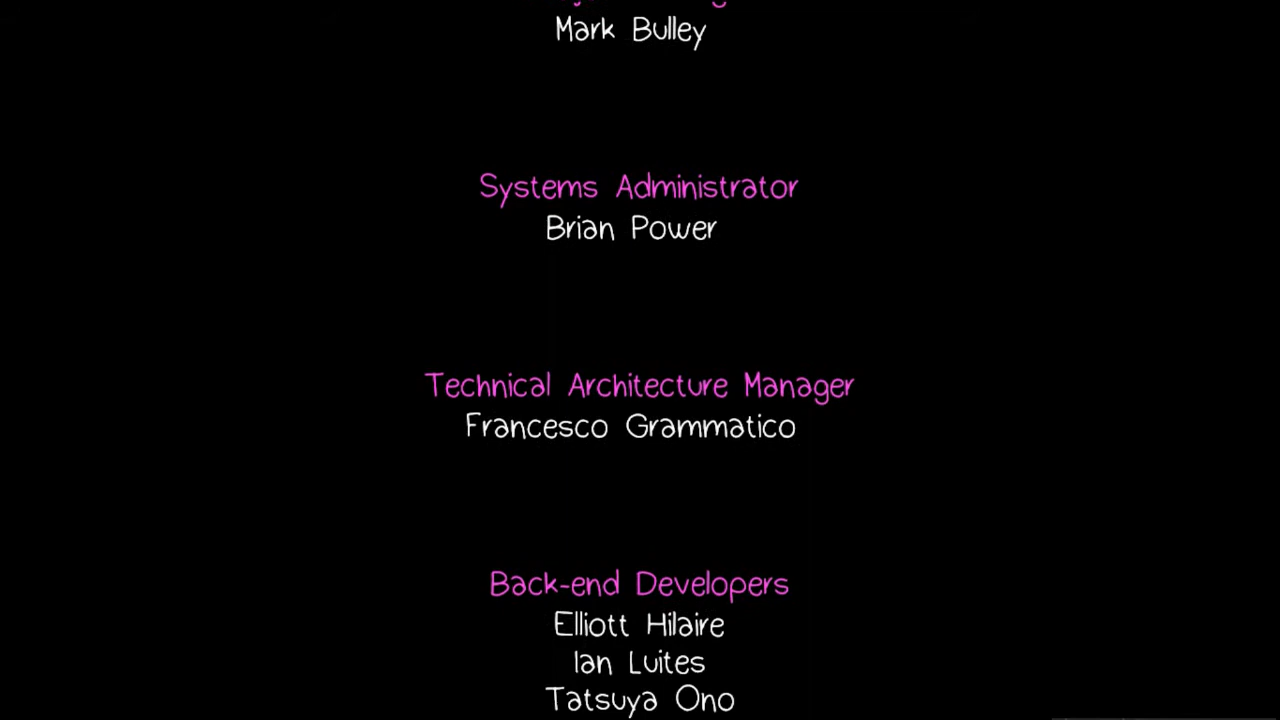 Mark Bulley
Systems Administrator
Brian Power
Technical Architecture Manager
Francesco Grammatico
Back-end Developers
Elliott Hilaire
Ian Luites
Tatsuya Ono